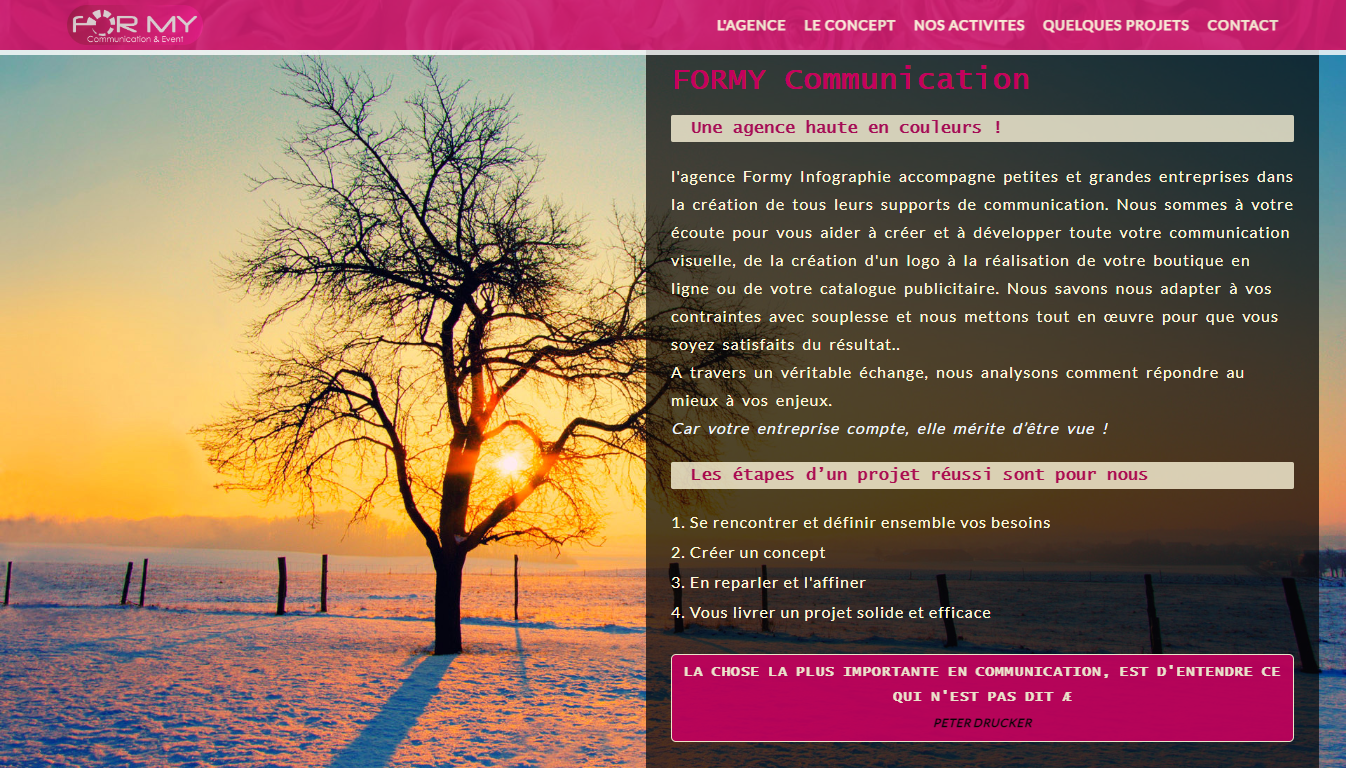 FORMY
Communication & Event
L'AGENCE LE CONCEPT NOS ACTIVITES QUELQUES PROJETS CONTACT
FORMY Communication
Une agence haute en couleurs !
l'agence Formy Infographie accompagne petites et grandes entreprises dans
la création de tous leurs supports de communication. Nous sommes à votre
écoute pour vous aider à créer et à développer toute votre communication
visuelle, de la création d'un logo à la réalisation de votre boutique en
ligne ou de votre catalogue publicitaire. Nous savons nous adapter à vos
contraintes avec souplesse et nous mettons tout en œuvre pour que vous
soyez satisfaits du résultat..
A travers un véritable échange, nous analysons comment répondre au
mieux à vos enjeux.
Car votre entreprise compte, elle mérite d’être vue !
Les étapes d’un projet réussi sont pour nous
1. Se rencontrer et définir ensemble vos besoins
2. Créer un concept
3. En reparler et l'affiner
4. Vous livrer un projet solide et efficace
LA CHOSE LA PLUS IMPORTANTE EN COMMUNICATION, EST D'ENTENDRE CE
QUI N'EST PAS DIT Æ
PETER DRUCKER